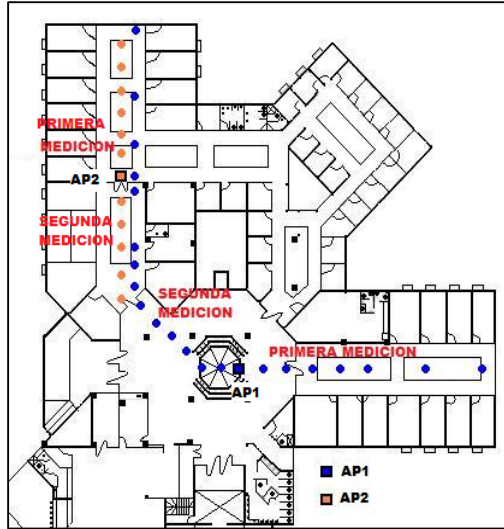 PRIMERA
MEDICION
AP2
SEGUNDA
MEDICION
SEGUNDA
MEDICION
PRIMERA MEDICION
AP1
AP1
AP2